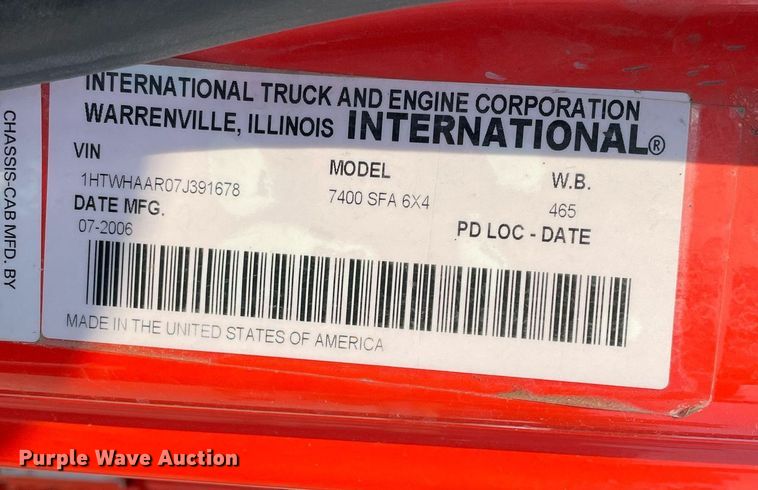 CHASSIS-CAB MFD. BY
INTERNATIONAL TRUCK AND ENGINE CORPORATION
WARRENVILLE, ILLINOIS INTERNATIONAL®
VIN MODEL W.B.
1HTWHAAR07J391678 7400 SFA 6X4 465
DATE MFG. PD LOC - DATE
07-2006
MADE IN THE UNITED STATES OF AMERICA
Purple Wave Auction